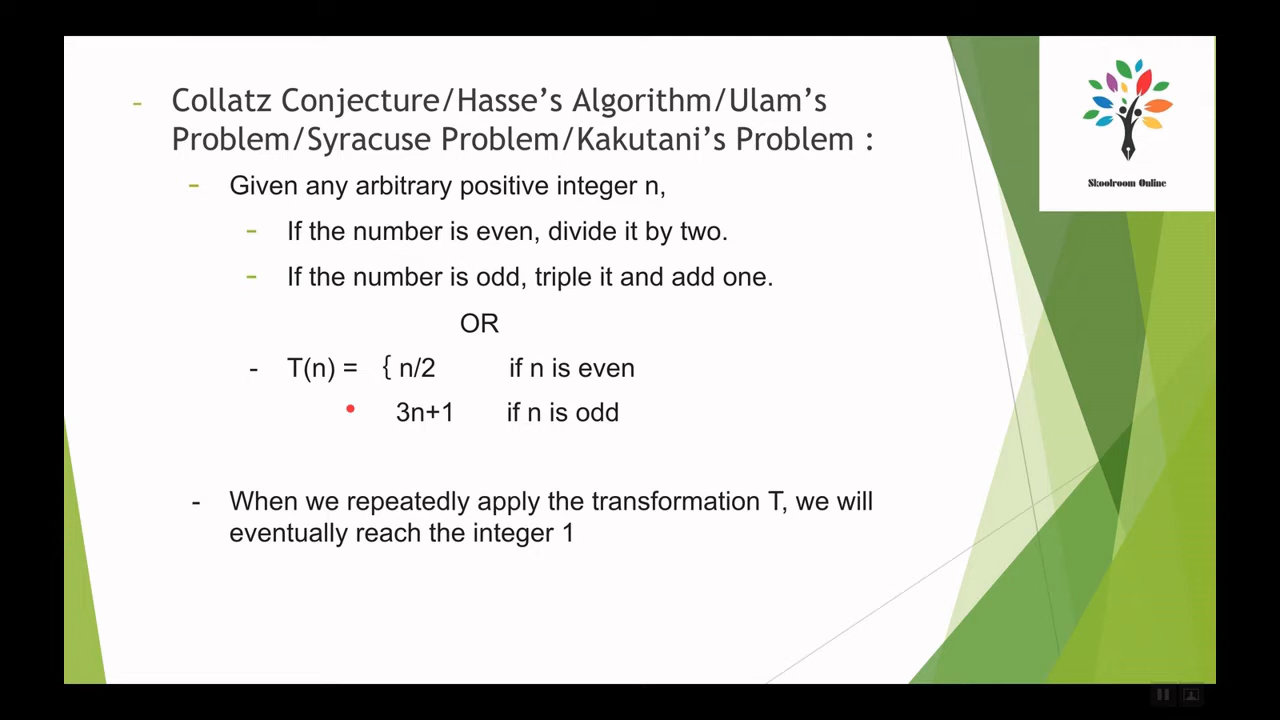 - Collatz Conjecture/Hasse’s Algorithm/Ulam’s
Problem/Syracuse Problem/Kakutani’s Problem :
- Given any arbitrary positive integer n,
- If the number is even, divide it by two.
- If the number is odd, triple it and add one.
OR
- T(n) = { n/2 if n is even
3n+1 if n is odd
- When we repeatedly apply the transformation T, we will
eventually reach the integer 1
Skoolroom Online